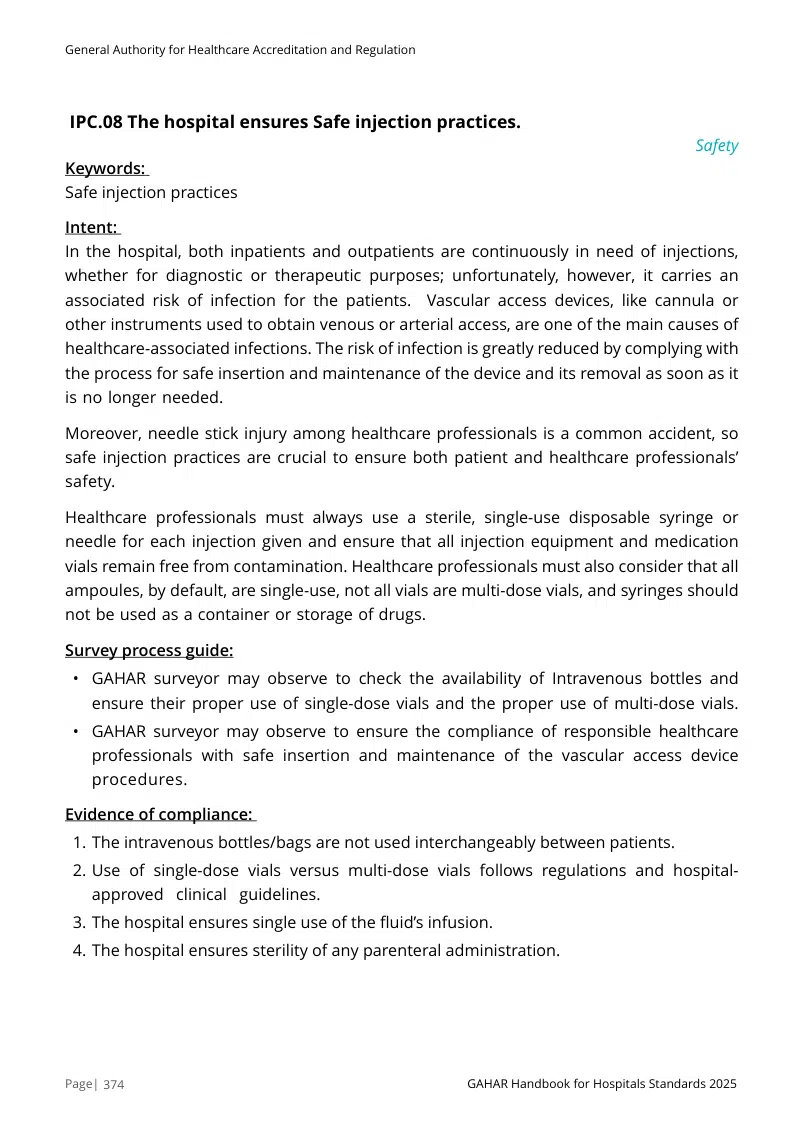 General Authority for Healthcare Accreditation and Regulation
IPC.08 The hospital ensures Safe injection practices.
Safety
Keywords:
Safe injection practices
Intent:
In the hospital, both inpatients and outpatients are continuously in need of injections,
whether for diagnostic or therapeutic purposes; unfortunately, however, it carries an
associated risk of infection for the patients. Vascular access devices, like cannula or
other instruments used to obtain venous or arterial access, are one of the main causes of
healthcare-associated infections. The risk of infection is greatly reduced by complying with
the process for safe insertion and maintenance of the device and its removal as soon as it
is no longer needed.
Moreover, needle stick injury among healthcare professionals is a common accident, so
safe injection practices are crucial to ensure both patient and healthcare professionals’
safety.
Healthcare professionals must always use a sterile, single-use disposable syringe or
needle for each injection given and ensure that all injection equipment and medication
vials remain free from contamination. Healthcare professionals must also consider that all
ampoules, by default, are single-use, not all vials are multi-dose vials, and syringes should
not be used as a container or storage of drugs.
Survey process guide:
• GAHAR surveyor may observe to check the availability of Intravenous bottles and
ensure their proper use of single-dose vials and the proper use of multi-dose vials.
• GAHAR surveyor may observe to ensure the compliance of responsible healthcare
professionals with safe insertion and maintenance of the vascular access device
procedures.
Evidence of compliance:
1. The intravenous bottles/bags are not used interchangeably between patients.
2. Use of single-dose vials versus multi-dose vials follows regulations and hospital-
approved clinical guidelines.
3. The hospital ensures single use of the fluid’s infusion.
4. The hospital ensures sterility of any parenteral administration.
Page| 374
GAHAR Handbook for Hospitals Standards 2025